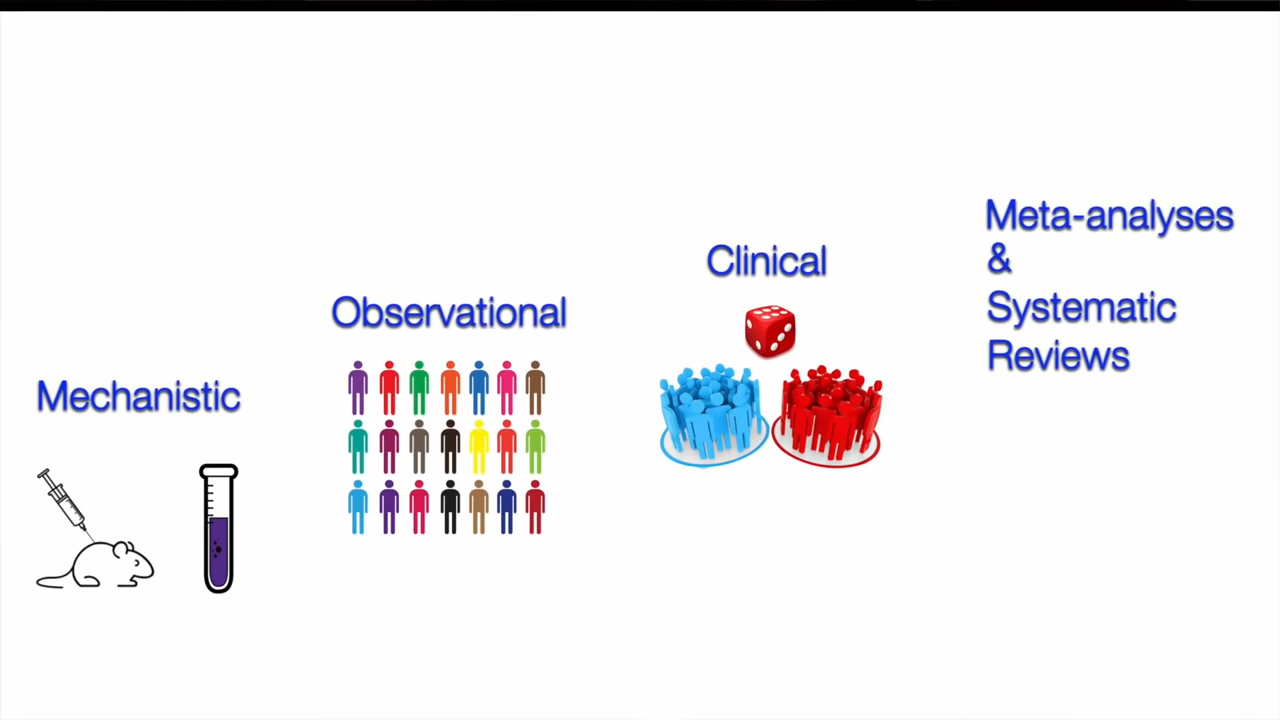 Mechanistic
Observational
Clinical
Meta-analyses
&
Systematic
Reviews